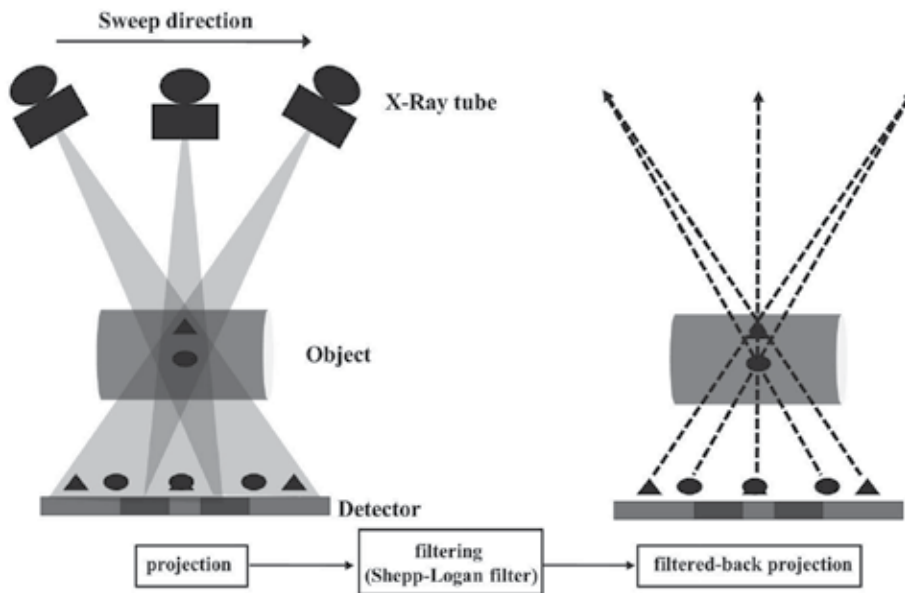 Sweep direction
X-Ray tube
Object
Detector
projection
filtering
(Shepp-Logan filter)
filtered-back projection